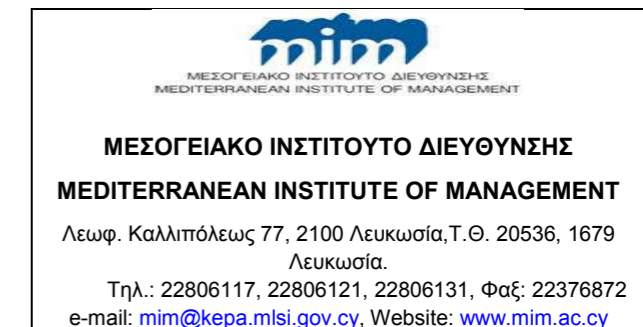 mim
ΜΕΣΟΓΕΙΑΚΟ ΙΝΣΤΙΤΟΥΤΟ ΔΙΕΥΘΥΝΣΗΣ
MEDITERRANEAN INSTITUTE OF MANAGEMENT
ΜΕΣΟΓΕΙΑΚΟ ΙΝΣΤΙΤΟΥΤΟ ΔΙΕΥΘΥΝΣΗΣ
MEDITERRANEAN INSTITUTE OF MANAGEMENT
Λεωφ. Καλλιπόλεως 77, 2100 Λευκωσία,Τ.Θ. 20536, 1679
Λευκωσία.
Τηλ.: 22806117, 22806121, 22806131, Φαξ: 22376872
e-mail: mim@kepa.mlsi.gov.cy, Website: www.mim.ac.cy